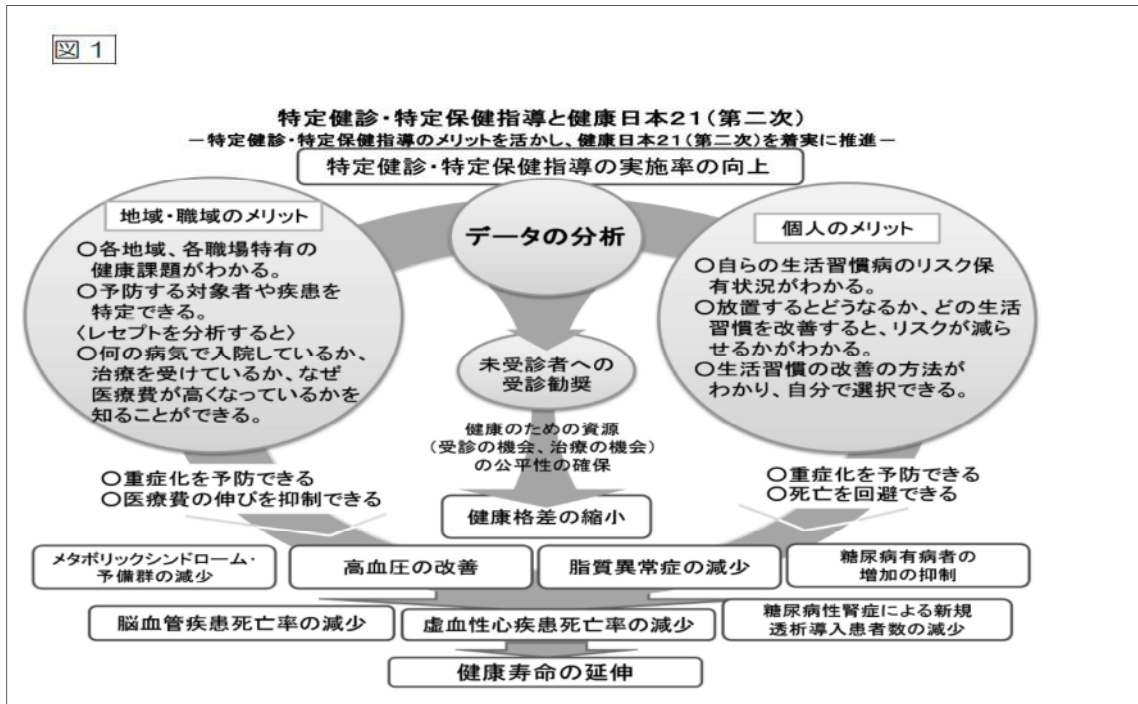 図 1
特定健診・特定保健指導と健康日本21(第二次)
－特定健診・特定保健指導のメリットを活かし、健康日本21(第二次)を着実に推進－
特定健診・特定保健指導の実施率の向上
地域・職域のメリット
〇各地域、各職場特有の
健康課題がわかる。
〇予防する対象者や疾患を
特定できる。
〈レセプトを分析すると〉
〇何の病気で入院しているか、
治療を受けているか、なぜ
医療費が高くなっているかを
知ることができる。
データの分析
個人のメリット
〇自らの生活習慣病のリスク保
有状況がわかる。
〇放置するとどうなるか、どの生活
習慣を改善すると、リスクが減ら
せるかがわかる。
〇生活習慣の改善の方法が
わかり、自分で選択できる。
未受診者への
受診勧奨
健康のための資源
(受診の機会、治療の機会)
の公平性の確保
〇重症化を予防できる
〇医療費の伸びを抑制できる
〇重症化を予防できる
〇死亡を回避できる
健康格差の縮小
メタボリックシンドローム・
予備群の減少
高血圧の改善
脂質異常症の減少
糖尿病有病者の
増加の抑制
脳血管疾患死亡率の減少
虚血性心疾患死亡率の減少
糖尿病性腎症による新規
透析導入患者数の減少
健康寿命の延伸